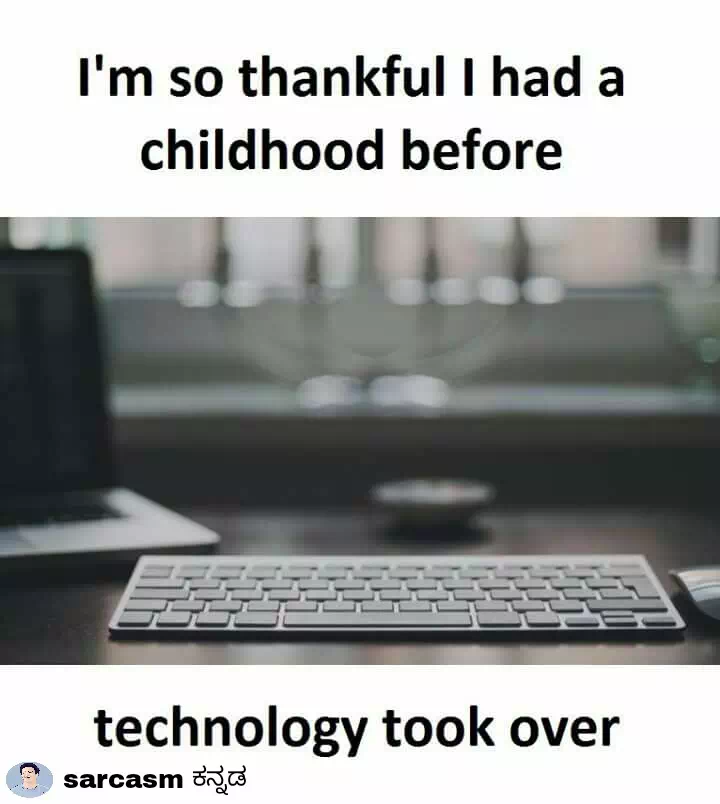 I'm so thankful I had a
childhood before
technology took over
sarcasm ಕನ್ನಡ